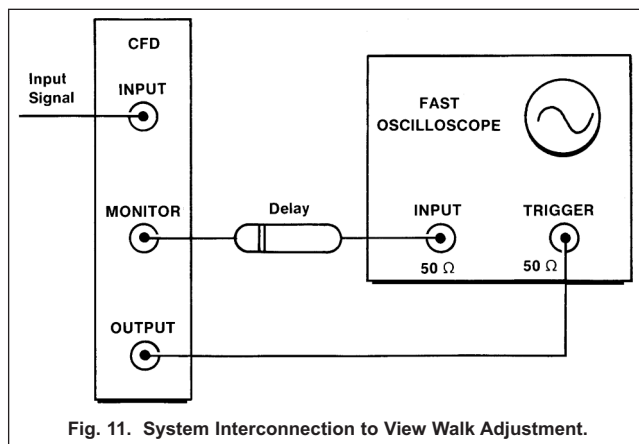 CFD
Input
Signal
INPUT
FAST
OSCILLOSCOPE
MONITOR
Delay
INPUT
TRIGGER
50 Ω
50 Ω
OUTPUT
Fig. 11. System Interconnection to View Walk Adjustment.